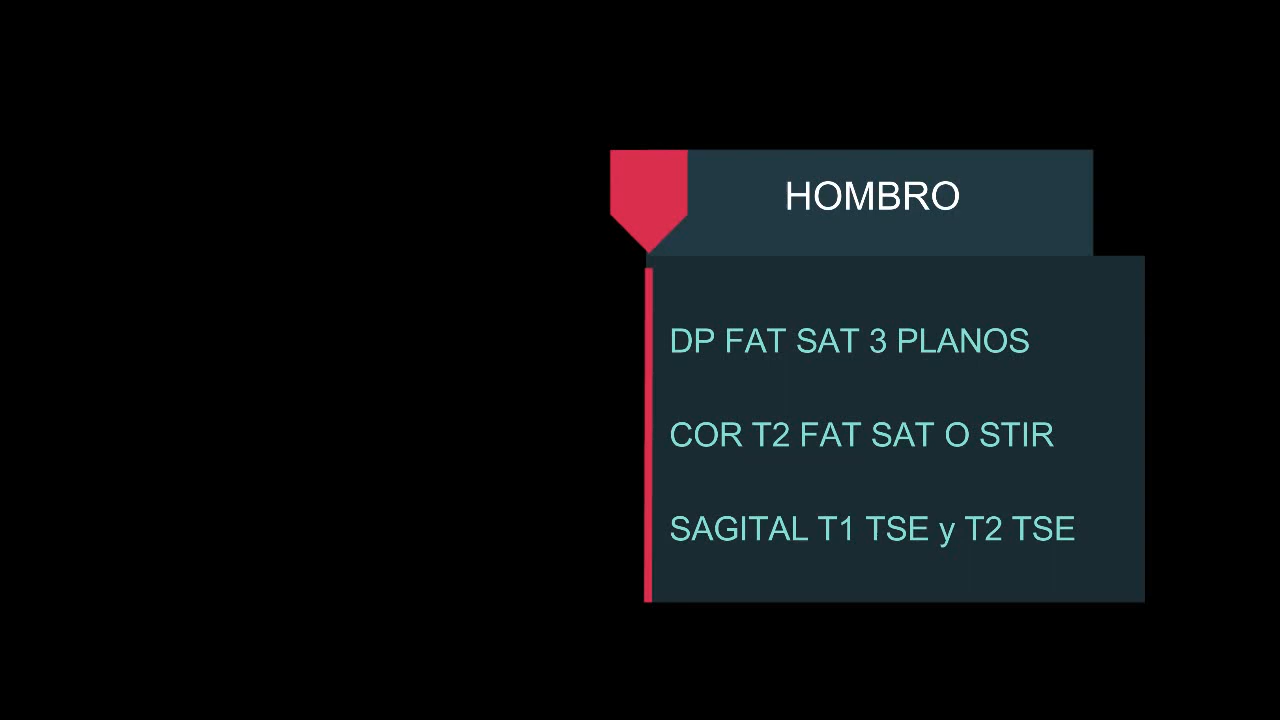 HOMBRO
DP FAT SAT 3 PLANOS
COR T2 FAT SAT O STIR
SAGITAL T1 TSE y T2 TSE